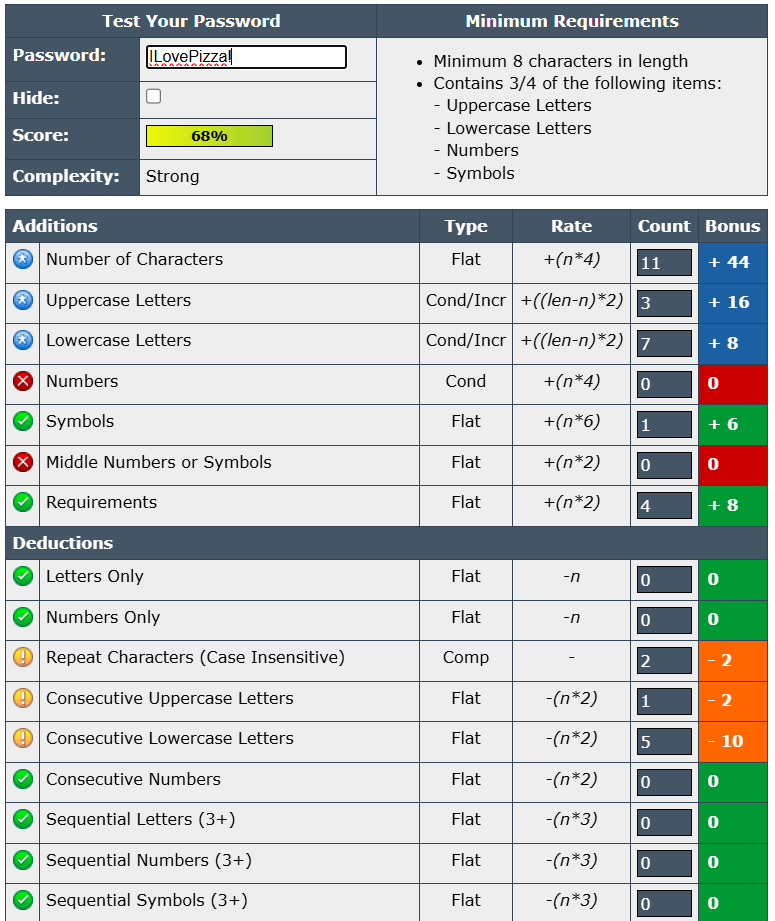 Test Your Password Minimum Requirements
Password: ILovePizza!
Hide:
Score: 68%
Complexity: Strong
• Minimum 8 characters in length
• Contains 3/4 of the following items:
- Uppercase Letters
- Lowercase Letters
- Numbers
- Symbols
Additions Type Rate Count Bonus
Number of Characters Flat +(n*4) 11 + 44
Uppercase Letters Cond/Incr +((len-n)*2) 3 + 16
Lowercase Letters Cond/Incr +((len-n)*2) 7 + 8
Numbers Cond +(n*4) 0 0
Symbols Flat +(n*6) 1 + 6
Middle Numbers or Symbols Flat +(n*2) 0 0
Requirements Flat +(n*2) 4 + 8
Deductions
Letters Only Flat -n 0 0
Numbers Only Flat -n 0 0
Repeat Characters (Case Insensitive) Comp - 2 - 2
Consecutive Uppercase Letters Flat -(n*2) 1 - 2
Consecutive Lowercase Letters Flat -(n*2) 5 - 10
Consecutive Numbers Flat -(n*2) 0 0
Sequential Letters (3+) Flat -(n*3) 0 0
Sequential Numbers (3+) Flat -(n*3) 0 0
Sequential Symbols (3+) Flat -(n*3) 0 0